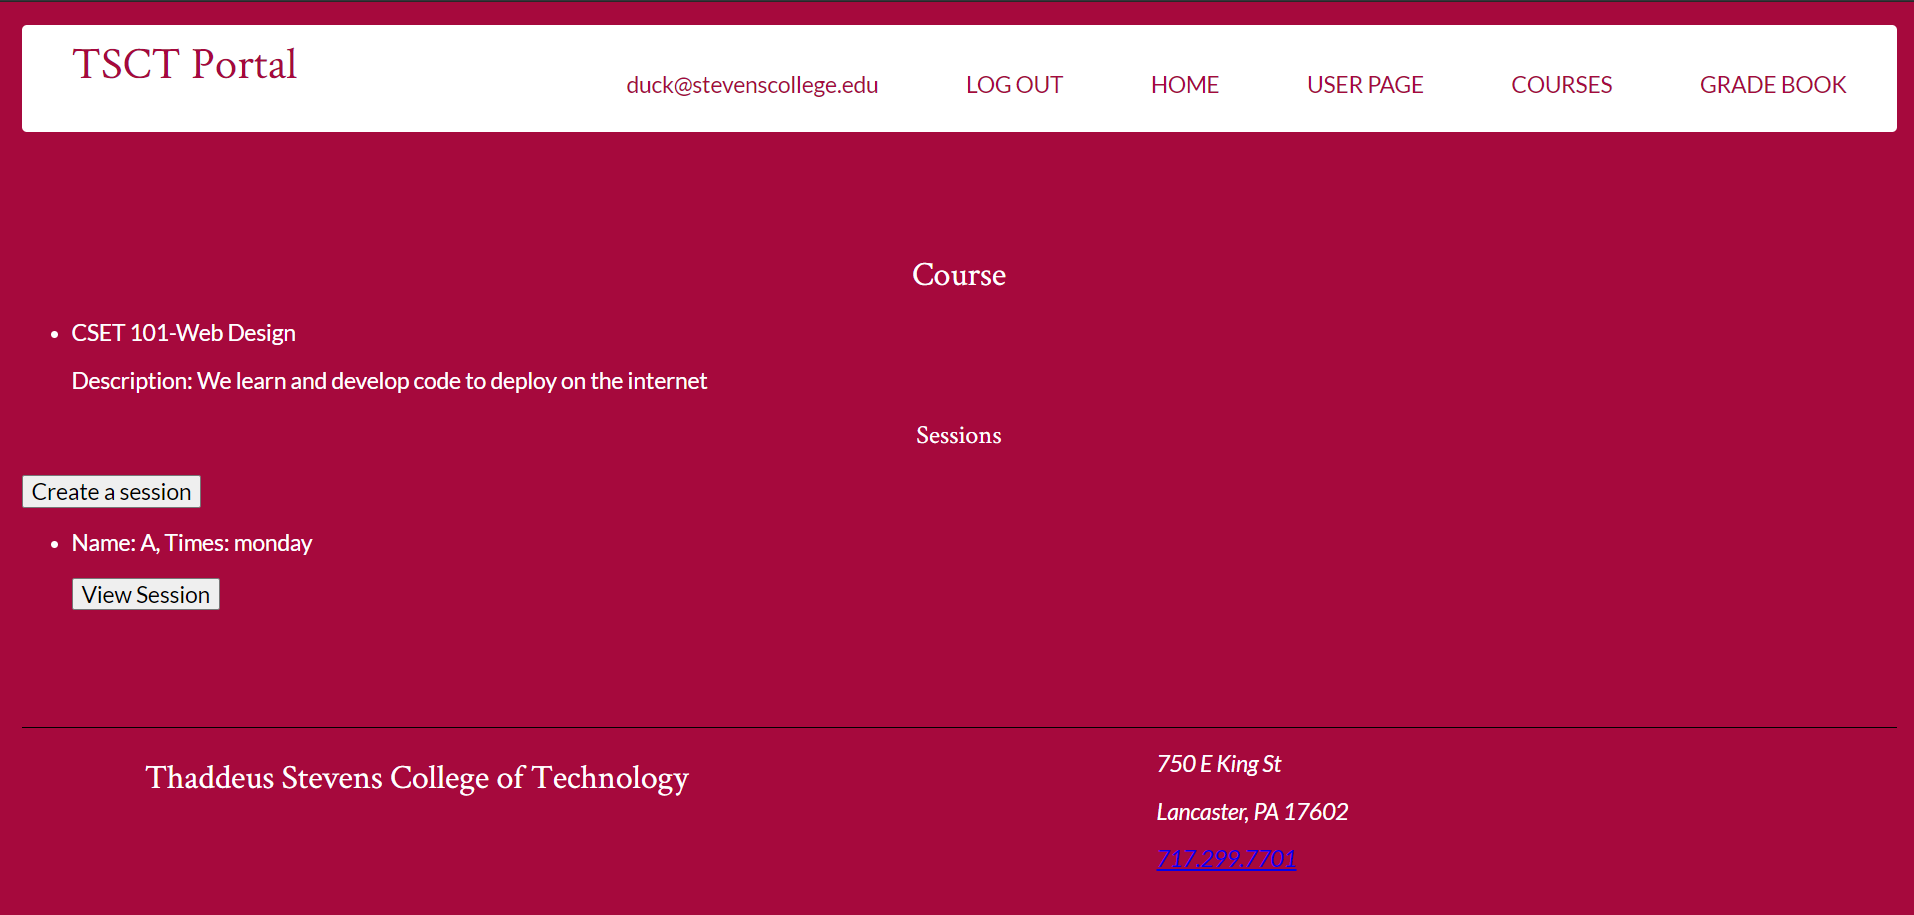 TSCT Portal
duck@stevenscollege.edu LOG OUT HOME USER PAGE COURSES GRADE BOOK
Course
CSET 101-Web Design
Description: We learn and develop code to deploy on the internet
Sessions
Create a session
Name: A, Times: monday
View Session
Thaddeus Stevens College of Technology
750 E King St
Lancaster, PA 17602
717.299.7701